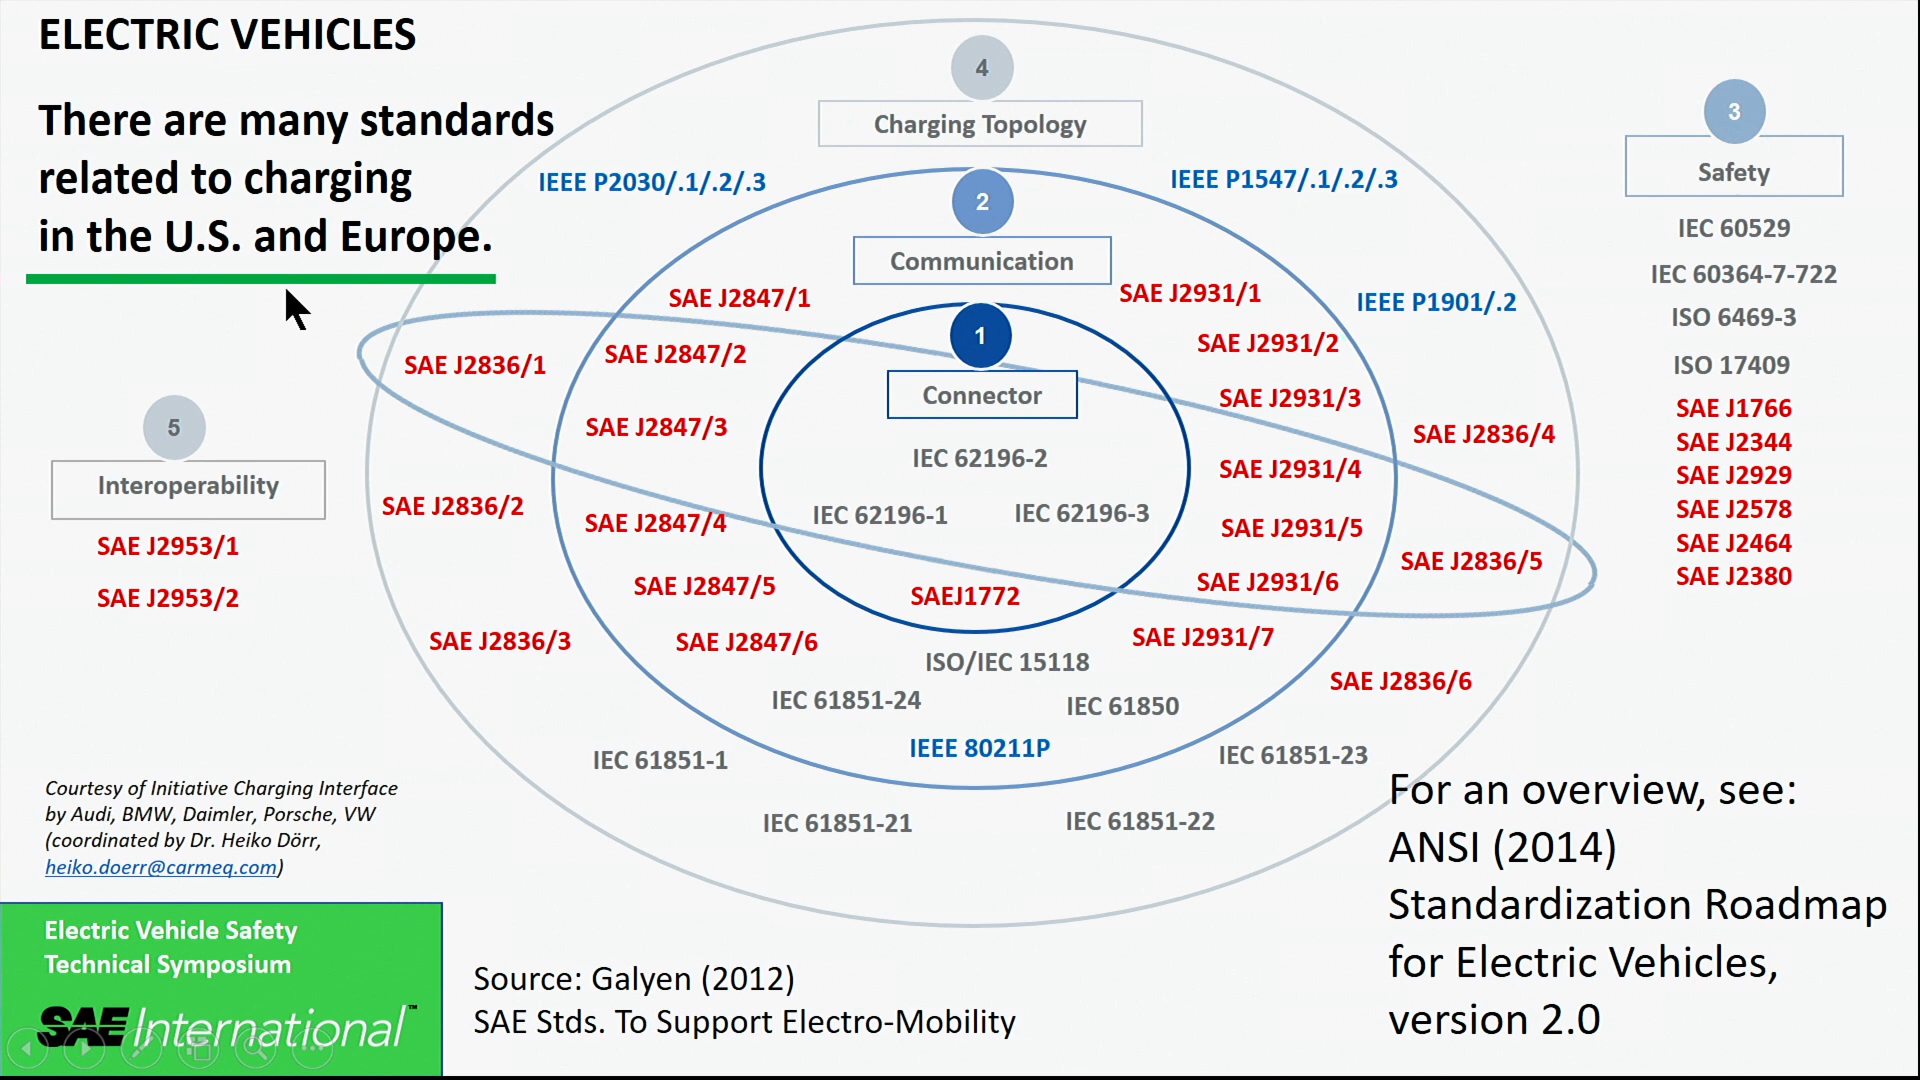 ELECTRIC VEHICLES
There are many standards
related to charging
in the U.S. and Europe.
4
Charging Topology
IEEE P2030/.1/.2/.3
IEEE P1547/.1/.2/.3
2
Communication
SAE J2847/1
SAE J2931/1
IEEE P1901/.2
1
Connector
SAE J2836/1
SAE J2847/2
SAE J2931/2
SAE J2847/3
SAE J2931/3
SAE J2836/4
IEC 62196-2
SAE J2931/4
SAE J2836/2
SAE J2847/4
IEC 62196-1
IEC 62196-3
SAE J2931/5
SAE J2836/5
SAE J2847/5
SAEJ1772
SAE J2931/6
SAE J2836/3
SAE J2847/6
ISO/IEC 15118
SAE J2931/7
SAE J2836/6
IEC 61851-24
IEC 61850
IEC 61851-1
IEEE 80211P
IEC 61851-23
IEC 61851-21
IEC 61851-22
3
Safety
IEC 60529
IEC 60364-7-722
ISO 6469-3
ISO 17409
SAE J1766
SAE J2344
SAE J2929
SAE J2578
SAE J2464
SAE J2380
5
Interoperability
SAE J2953/1
SAE J2953/2
Courtesy of Initiative Charging Interface
by Audi, BMW, Daimler, Porsche, VW
(coordinated by Dr. Heiko Dörr,
heiko.doerr@carmeq.com)
For an overview, see:
ANSI (2014)
Standardization Roadmap
for Electric Vehicles,
version 2.0
Electric Vehicle Safety
Technical Symposium
SAE International™
Source: Galyen (2012)
SAE Stds. To Support Electro-Mobility